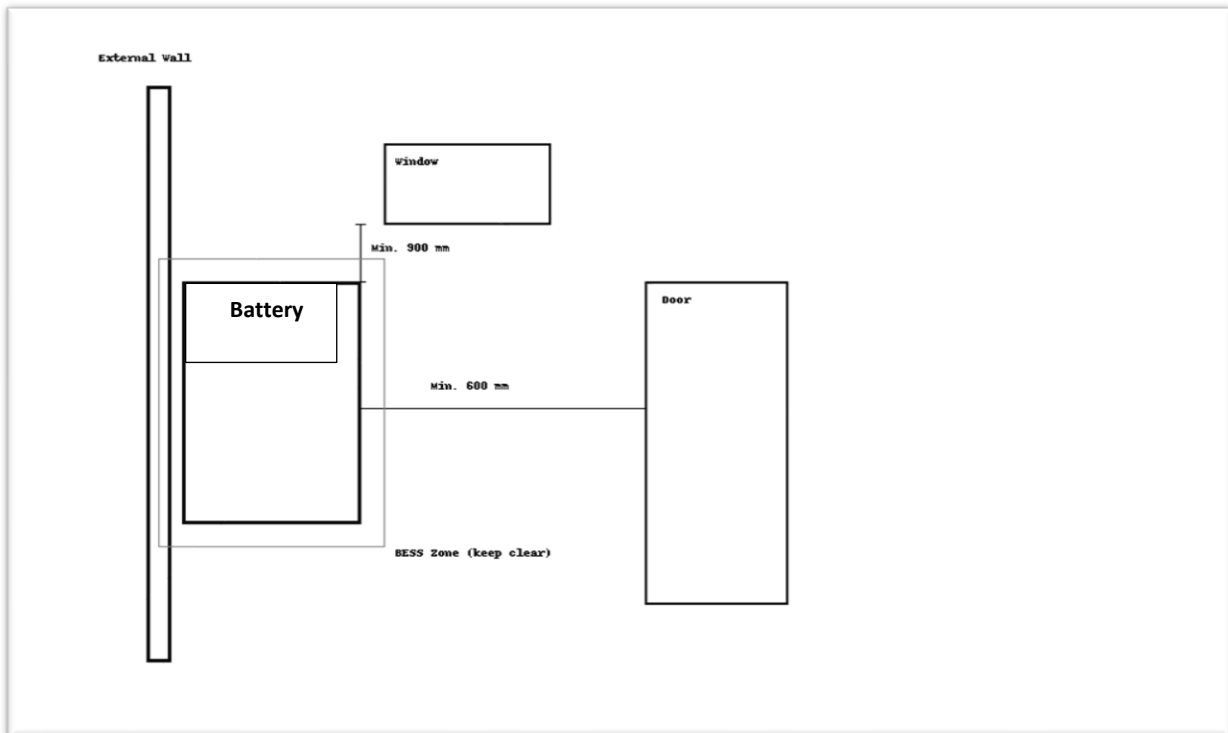 External Wall
Window
Min. 900 mm
Battery
Door
Min. 600 mm
BESS Zone (keep clear)